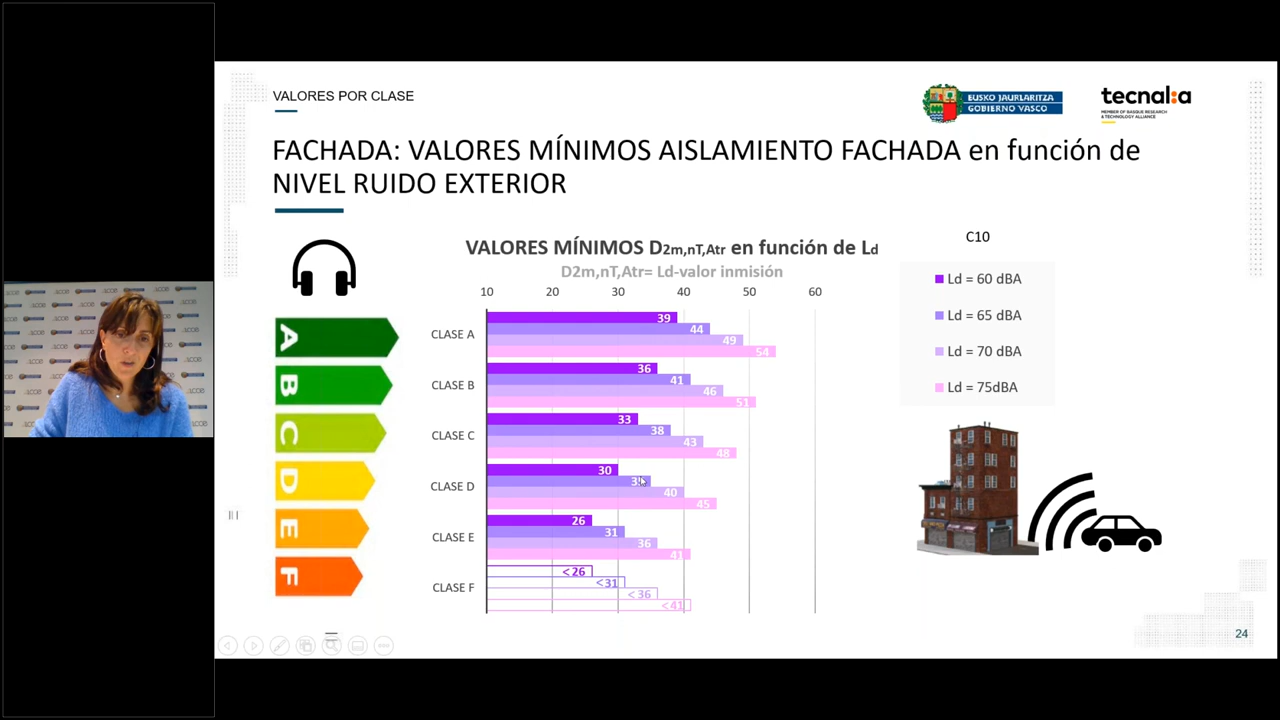 VALORES POR CLASE
EUSKO JAURLARITZA
GOBIERNO VASCO
tecnal:a
MEMBER OF BASQUE RESEARCH
& TECHNOLOGY ALLIANCE
FACHADA: VALORES MÍNIMOS AISLAMIENTO FACHADA en función de
NIVEL RUIDO EXTERIOR
VALORES MÍNIMOS D2m,nT,Atr en función de Ld
D2m,nT,Atr= Ld-valor inmisión
10 20 30 40 50 60
C10
Ld = 60 dBA
Ld = 65 dBA
Ld = 70 dBA
Ld = 75dBA
A
B
C
D
E
F
CLASE A
39
44
49
54
CLASE B
36
41
46
51
CLASE C
33
38
43
48
CLASE D
30
40
45
CLASE E
26
31
36
41
CLASE F
<26
<31
<36
<41
24